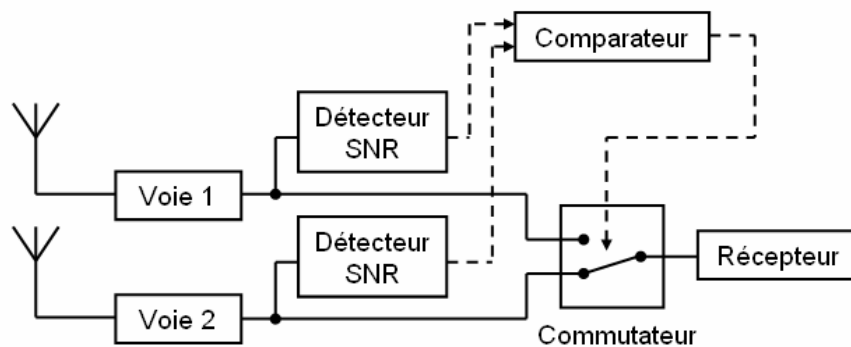 Comparateur
Détecteur
SNR
Voie 1
Détecteur
SNR
Récepteur
Voie 2
Commutateur